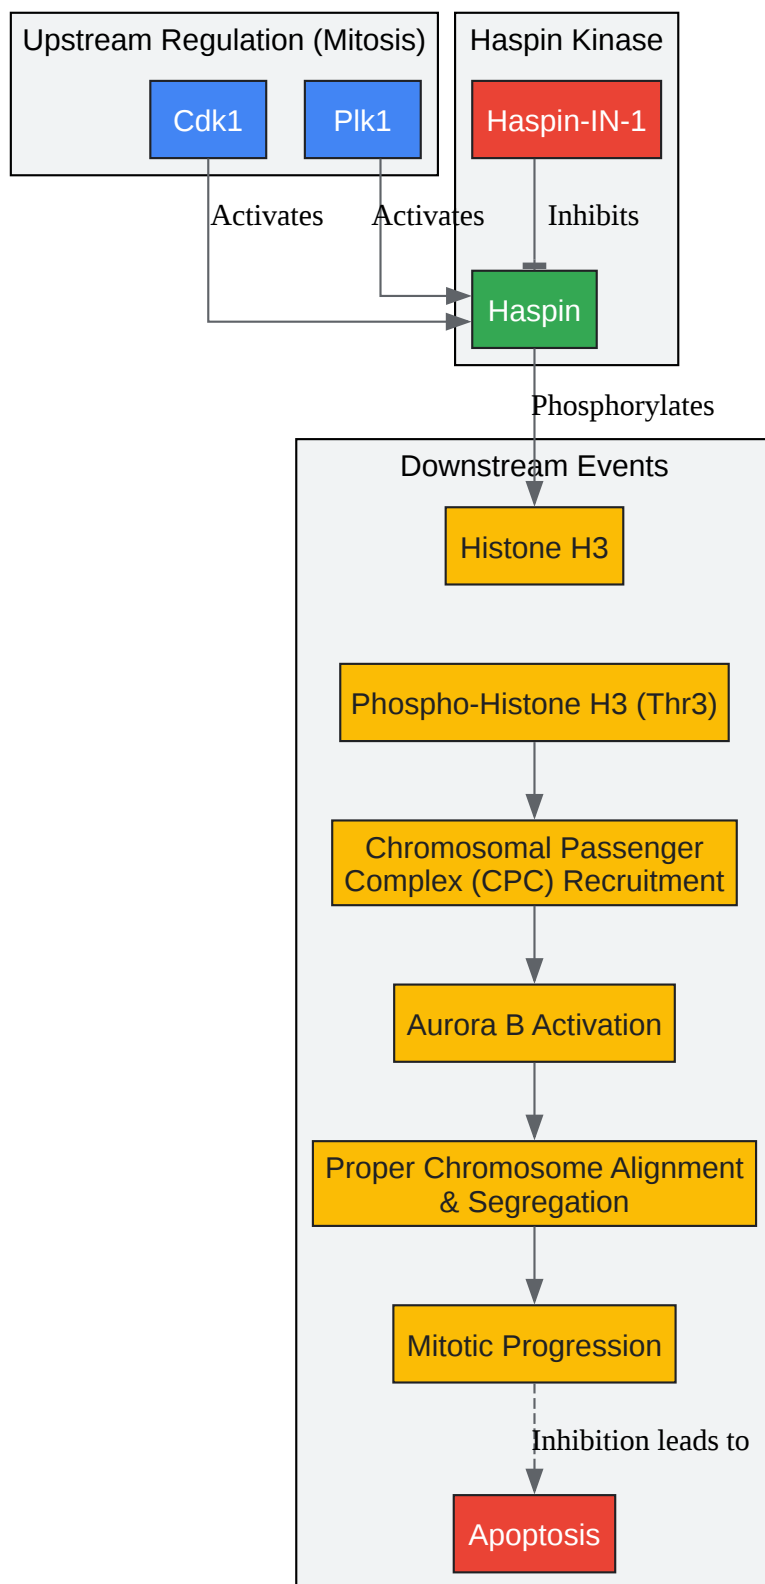 Upstream Regulation (Mitosis)
Haspin Kinase
Cdk1
Plk1
Haspin-IN-1
Activates
Activates
Inhibits
Haspin
Phosphorylates
Downstream Events
Histone H3
Phospho-Histone H3 (Thr3)
Chromosomal Passenger
Complex (CPC) Recruitment
Aurora B Activation
Proper Chromosome Alignment
& Segregation
Mitotic Progression
Inhibition leads to
Apoptosis